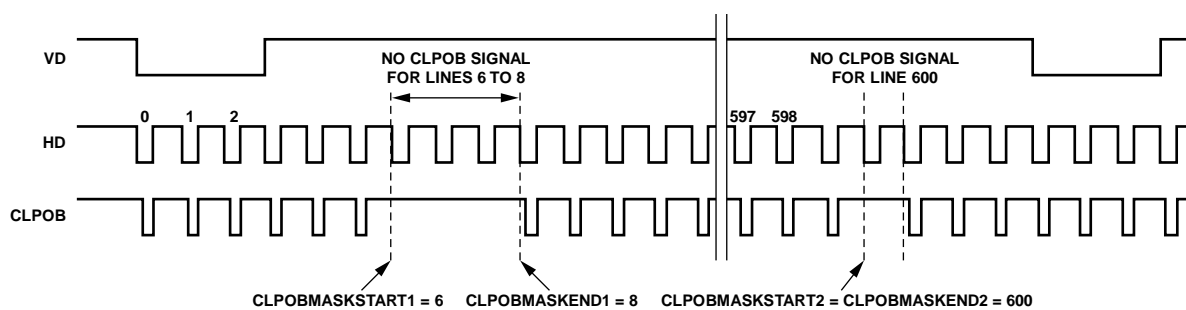 VD
NO CLPOB SIGNAL
FOR LINES 6 TO 8
NO CLPOB SIGNAL
FOR LINE 600
HD
0 1 2
597 598
CLPOB
CLPOBMASKSTART1 = 6
CLPOBMASKEND1 = 8
CLPOBMASKSTART2 = CLPOBMASKEND2 = 600